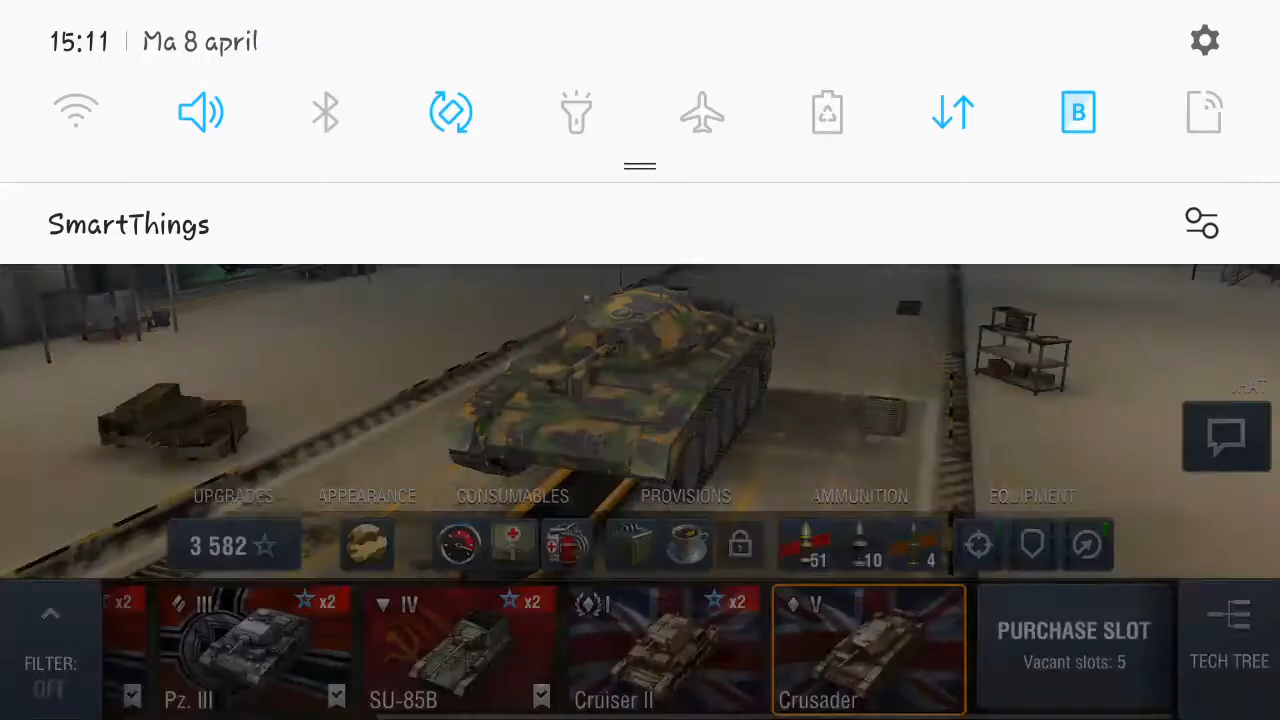 15:11 | Ma 8 april
B
SmartThings
CHAT
UPGRADES APPEARANCE CONSUMABLES PROVISIONS AMMUNITION EQUIPMENT
3 582 51 10 4
x2 III x2 IV x2 I x2 V
PURCHASE SLOT
Vacant slots: 5
FILTER:
OFF
TECH TREE
Pz. III SU-85B Cruiser II Crusader